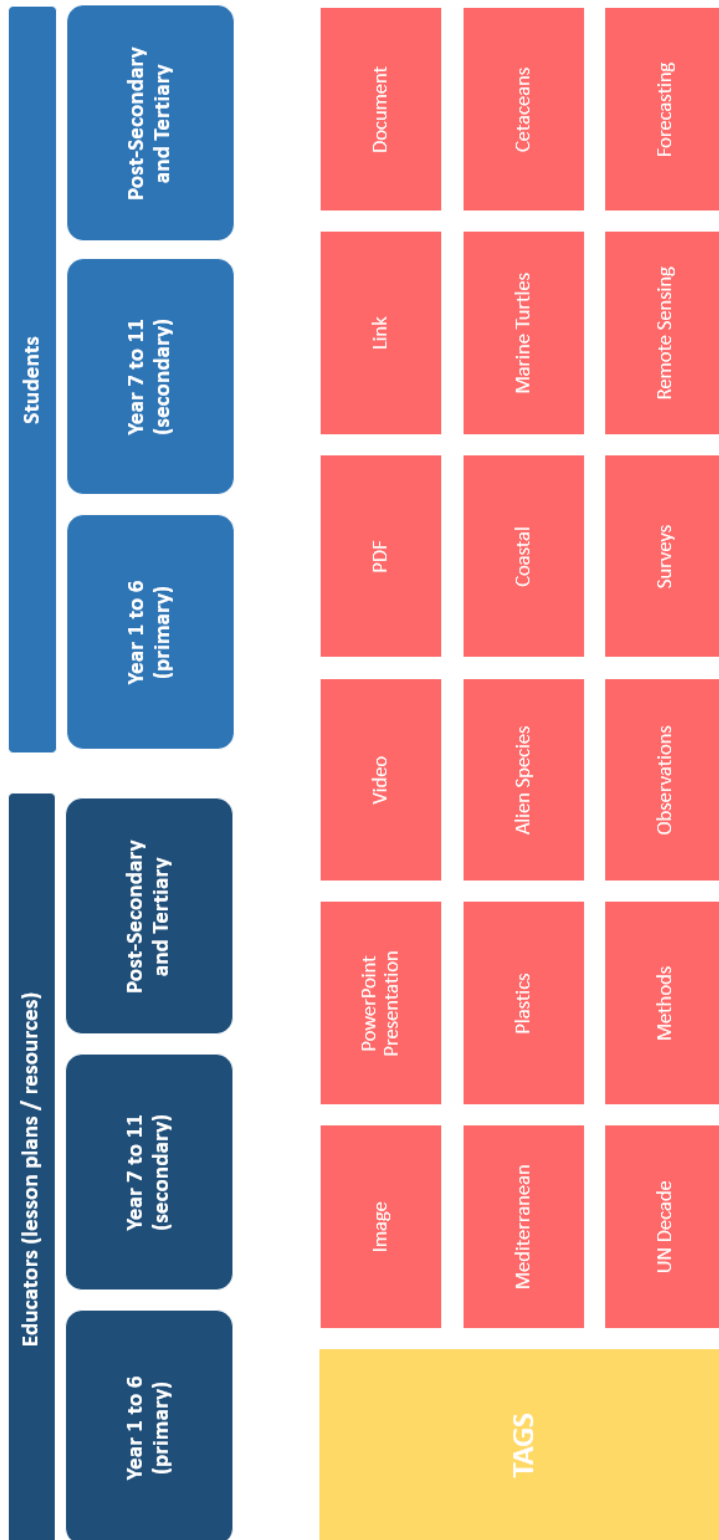 Educators (lesson plans / resources)
Students
Year 1 to 6
(primary)
Year 7 to 11
(secondary)
Post-Secondary
and Tertiary
Year 1 to 6
(primary)
Year 7 to 11
(secondary)
Post-Secondary
and Tertiary
TAGS
Image
PowerPoint
Presentation
Video
PDF
Link
Document
Mediterranean
Plastics
Alien Species
Coastal
Marine Turtles
Cetaceans
UN Decade
Methods
Observations
Surveys
Remote Sensing
Forecasting